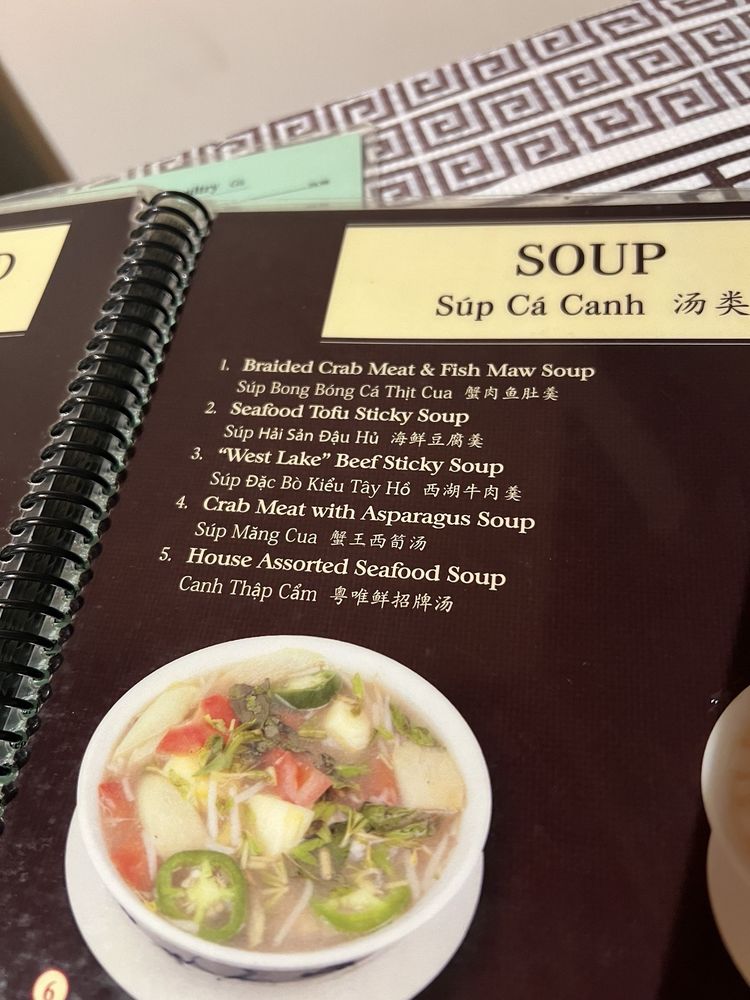 SOUP
Súp Cá Canh 汤类
1. Braided Crab Meat & Fish Maw Soup
Súp Bong Bóng Cá Thịt Cua 蟹肉鱼肚羹
2. Seafood Tofu Sticky Soup
Súp Hải Sản Đậu Hủ 海鲜豆腐羹
3. “West Lake” Beef Sticky Soup
Súp Đặc Bò Kiểu Tây Hồ 西湖牛肉羹
4. Crab Meat with Asparagus Soup
Súp Măng Cua 蟹王西筍汤
5. House Assorted Seafood Soup
Canh Thập Cẩm 粤唯鲜招牌汤
6